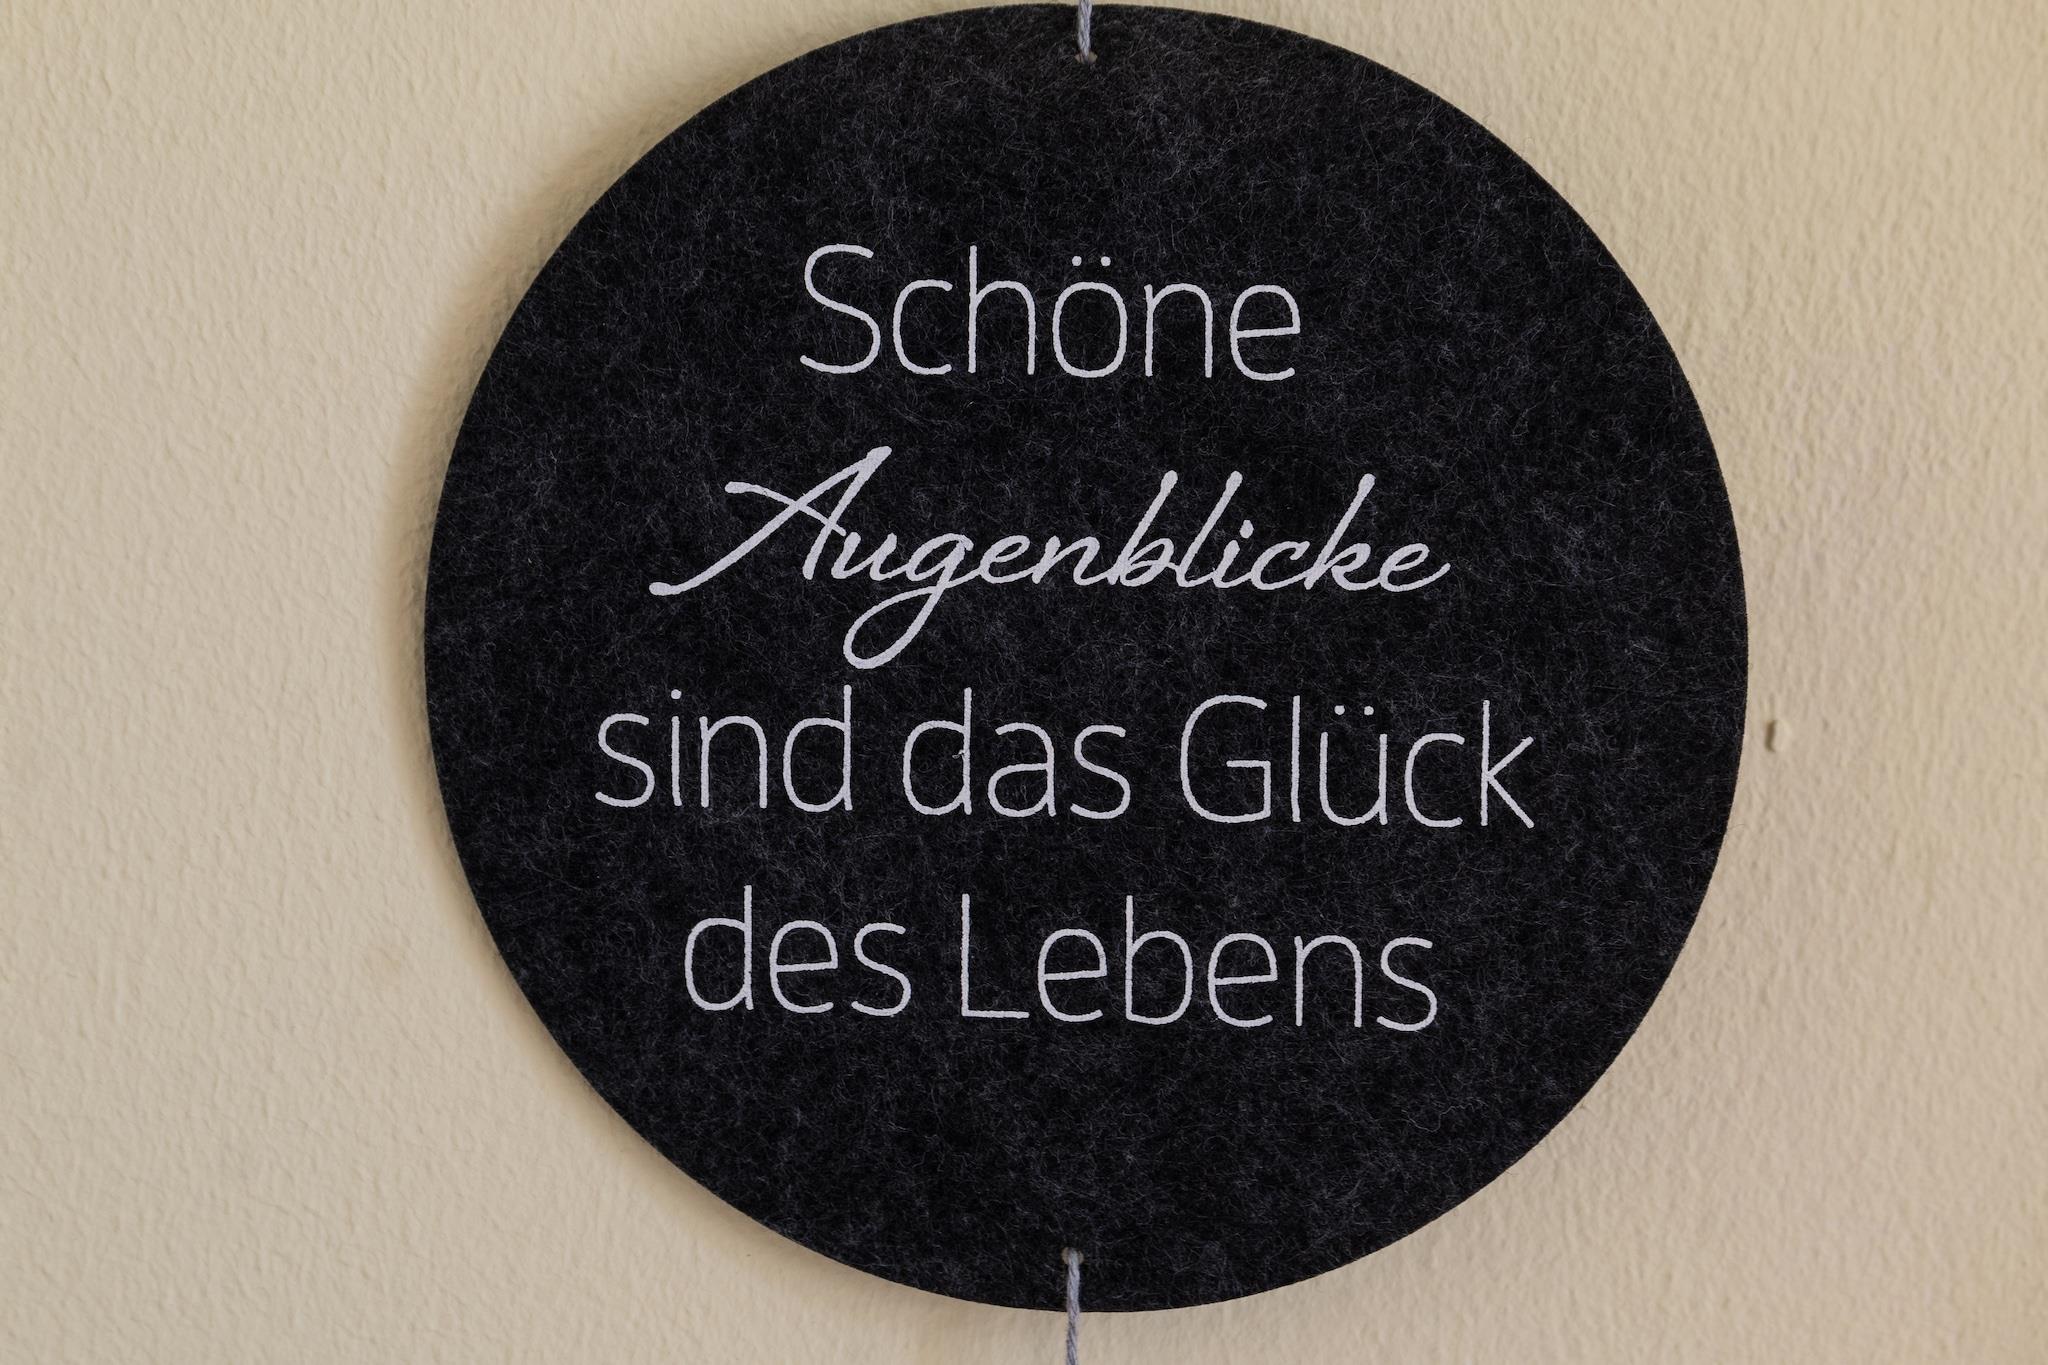 Schöne
Augenblicke
sind das Glück
des Lebens